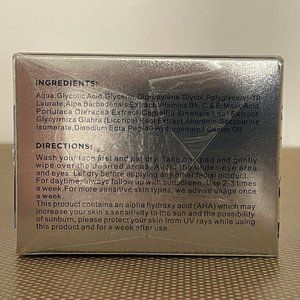 INGREDIENTS:
Aqua, Glycolic Acid, Glycerin, Dipropylene Glycol, Polyglyceryl-10
Laurate, Aloe Barbadensis Extract, Vitamins B5, C & E, Malic Acid,
Portulaca Oleracea Extract, Camellia Sinensis Leaf Extract,
Glycyrrhiza Glabra (Licorice) Root Extract, Allantoin, Saccharide
Isomerate, Disodium Edta, Peg-40 Hydrogenated Castor Oil
DIRECTIONS:
Wash your face first and pat dry. Take one pad and gently
wipe over the desired areas. Avoid the under-eye area
and eyes. Let dry before applying any other facial product.
For daytime, always follow up with sunscreen. Use 2-3 times
a week. For more sensitive skin types, we advise usage once
a week.
This product contains an alpha hydroxy acid (AHA) which may
increase your skin's sensitivity to the sun and the possibility
of sunburn, please protect your skin from UV rays while using
this product and for a week after use.